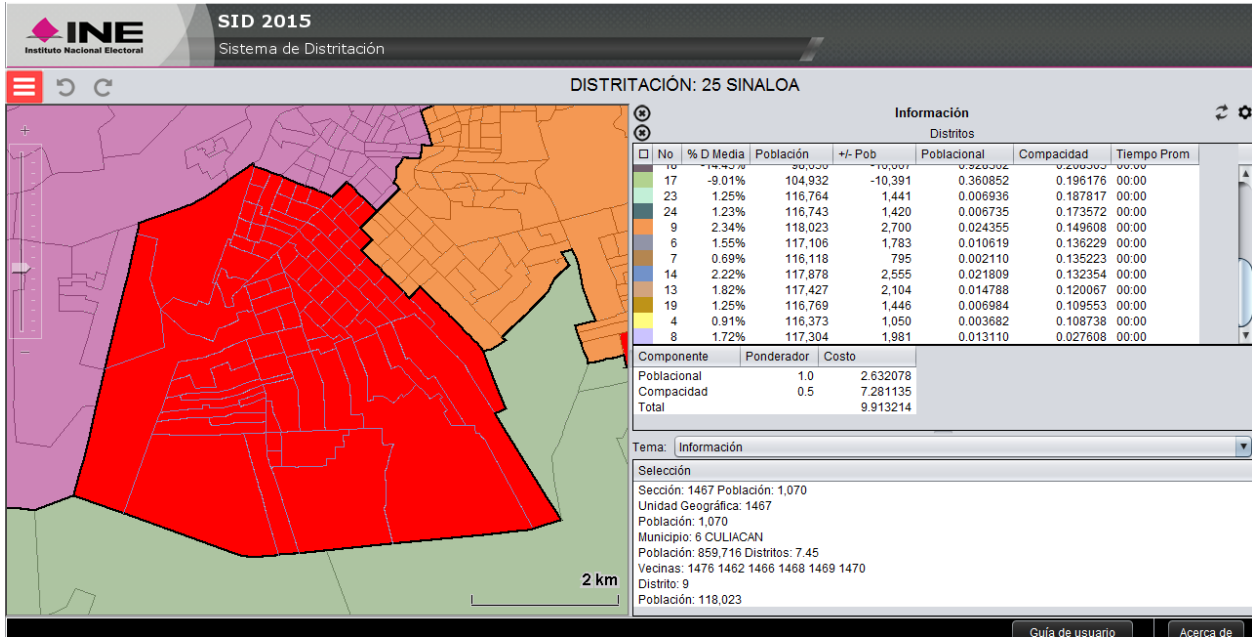 INE
Instituto Nacional Electoral
SID 2015
Sistema de Distritación
DISTRITACIÓN: 25 SINALOA
2 km
Información
Distritos
No % D Media Población +/- Pob Poblacional Compacidad Tiempo Prom
17 -9.01% 104,932 -10,391 0.360852 0.196176 00:00
23 1.25% 116,764 1,441 0.006936 0.187817 00:00
24 1.23% 116,743 1,420 0.006735 0.173572 00:00
9 2.34% 118,023 2,700 0.024355 0.149608 00:00
6 1.55% 117,106 1,783 0.010619 0.136229 00:00
7 0.69% 116,118 795 0.002110 0.135223 00:00
14 2.22% 117,878 2,555 0.021809 0.132354 00:00
13 1.82% 117,427 2,104 0.014788 0.120067 00:00
19 1.25% 116,769 1,446 0.006984 0.109553 00:00
4 0.91% 116,373 1,050 0.003682 0.108738 00:00
8 1.72% 117,304 1,981 0.013110 0.027608 00:00
Componente Ponderador Costo
Poblacional 1.0 2.632078
Compacidad 0.5 7.281135
Total 9.913214
Tema: Información
Selección
Sección: 1467 Población: 1,070
Unidad Geográfica: 1467
Población: 1,070
Municipio: 6 CULIACAN
Población: 859,716 Distritos: 7.45
Vecinas: 1476 1462 1466 1468 1469 1470
Distrito: 9
Población: 118,023
Guía de usuario
Acerca de